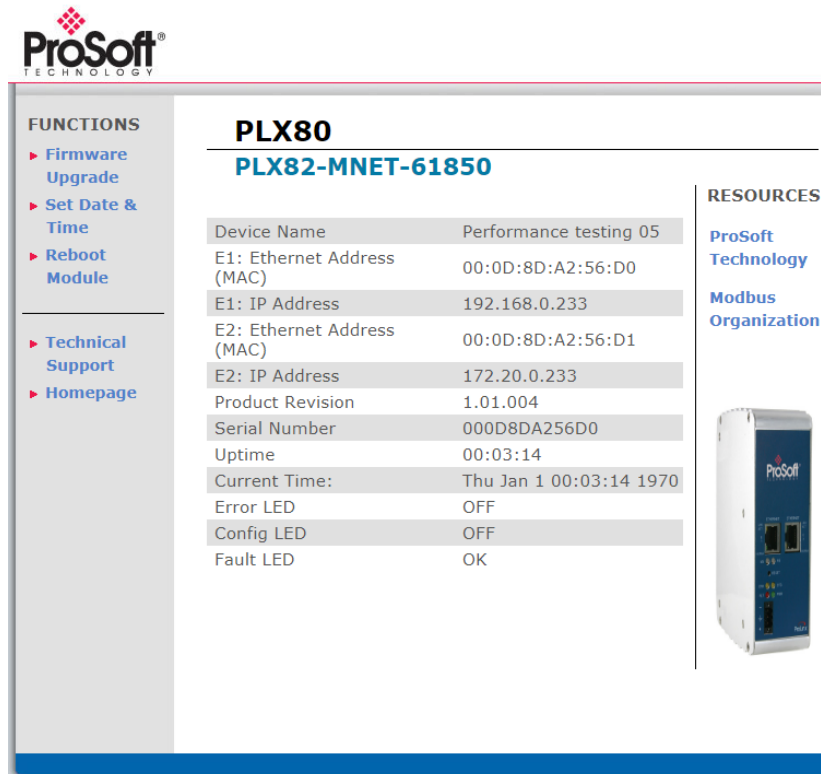 ProSoft®
TECHNOLOGY
FUNCTIONS
Firmware
Upgrade
Set Date &
Time
Reboot
Module
Technical
Support
Homepage
PLX80
PLX82-MNET-61850
Device Name Performance testing 05
E1: Ethernet Address
(MAC) 00:0D:8D:A2:56:D0
E1: IP Address 192.168.0.233
E2: Ethernet Address
(MAC) 00:0D:8D:A2:56:D1
E2: IP Address 172.20.0.233
Product Revision 1.01.004
Serial Number 000D8DA256D0
Uptime 00:03:14
Current Time: Thu Jan 1 00:03:14 1970
Error LED OFF
Config LED OFF
Fault LED OK
RESOURCES
ProSoft
Technology
Modbus
Organization
ProSoft